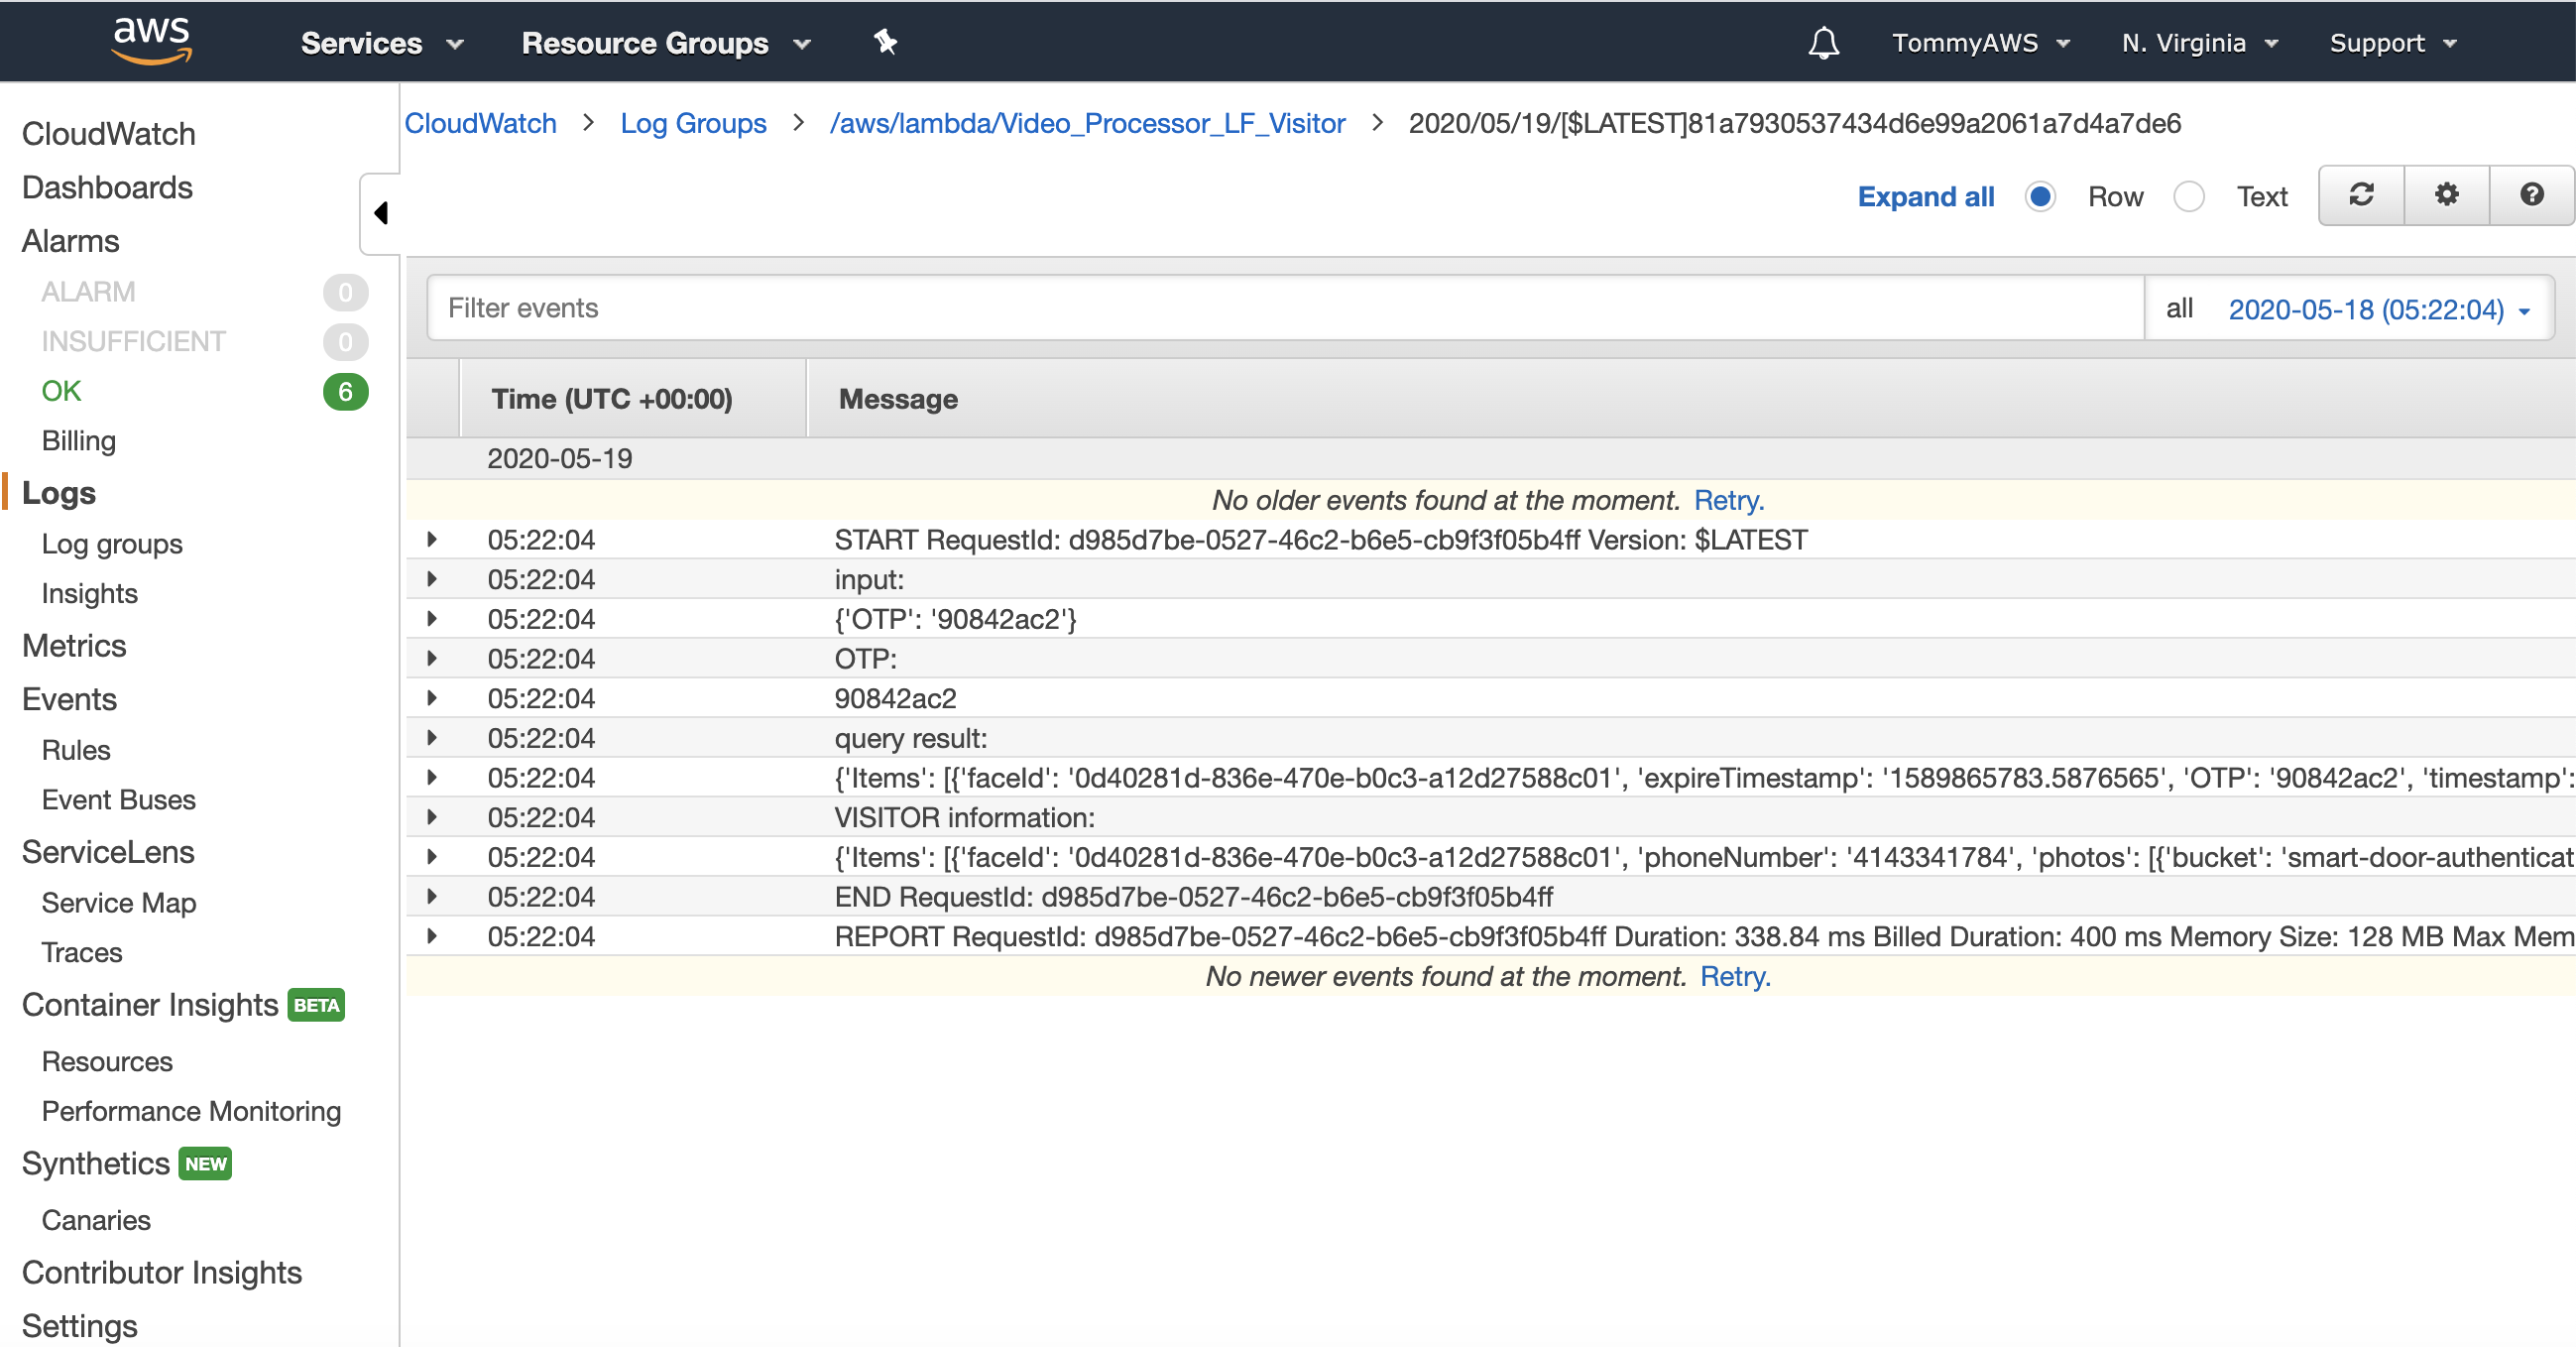 aws Services Resource Groups TommyAWS N. Virginia Support
CloudWatch
Dashboards
Alarms
ALARM 0
INSUFFICIENT 0
OK 6
Billing
Logs
Log groups
Insights
Metrics
Events
Rules
Event Buses
ServiceLens
Service Map
Traces
Container Insights BETA
Resources
Performance Monitoring
Synthetics NEW
Canaries
Contributor Insights
Settings
CloudWatch > Log Groups > /aws/lambda/Video_Processor_LF_Visitor > 2020/05/19/[$LATEST]81a7930537434d6e99a2061a7d4a7de6
Expand all Row Text
Filter events all 2020-05-18 (05:22:04)
Time (UTC +00:00) Message
2020-05-19
No older events found at the moment. Retry.
05:22:04 START RequestId: d985d7be-0527-46c2-b6e5-cb9f3f05b4ff Version: $LATEST
05:22:04 input:
05:22:04 {'OTP': '90842ac2'}
05:22:04 OTP:
05:22:04 90842ac2
05:22:04 query result:
05:22:04 {'Items': [{'faceId': '0d40281d-836e-470e-b0c3-a12d27588c01', 'expireTimestamp': '1589865783.5876565', 'OTP': '90842ac2', 'timestamp':
05:22:04 VISITOR information:
05:22:04 {'Items': [{'faceId': '0d40281d-836e-470e-b0c3-a12d27588c01', 'phoneNumber': '4143341784', 'photos': [{'bucket': 'smart-door-authenticat
05:22:04 END RequestId: d985d7be-0527-46c2-b6e5-cb9f3f05b4ff
05:22:04 REPORT RequestId: d985d7be-0527-46c2-b6e5-cb9f3f05b4ff Duration: 338.84 ms Billed Duration: 400 ms Memory Size: 128 MB Max Mem
No newer events found at the moment. Retry.